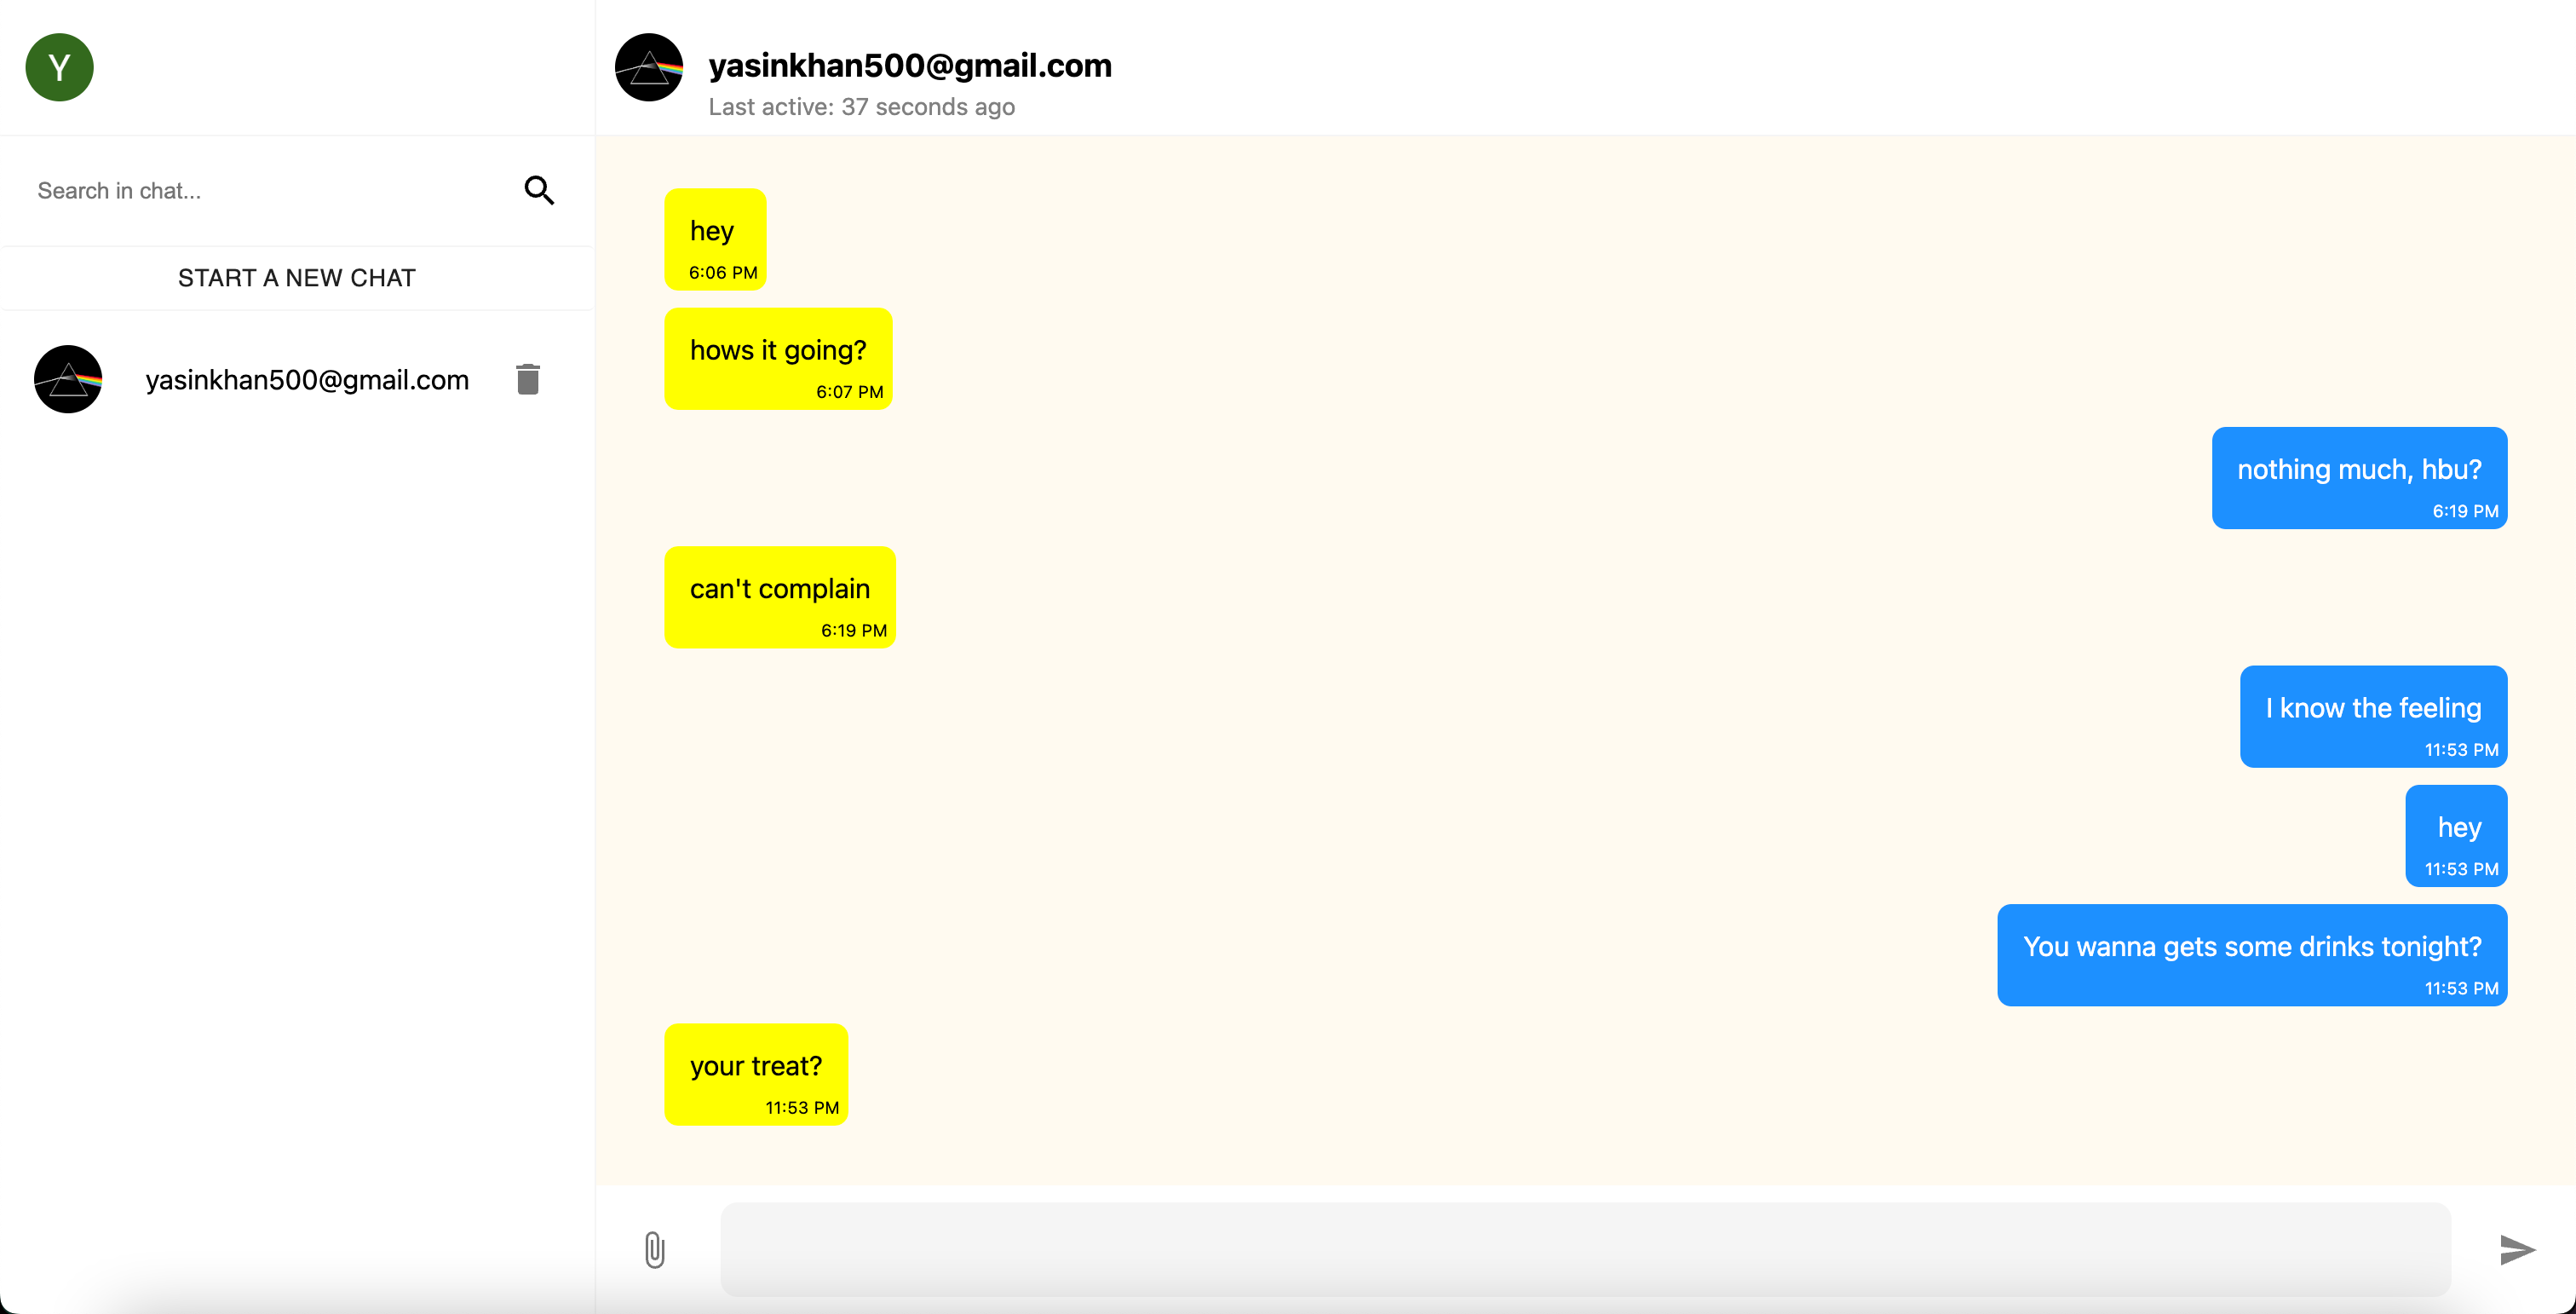 Y
yasinkhan500@gmail.com
Last active: 37 seconds ago
Search in chat...
START A NEW CHAT
yasinkhan500@gmail.com
hey
6:06 PM
hows it going?
6:07 PM
nothing much, hbu?
6:19 PM
can't complain
6:19 PM
I know the feeling
11:53 PM
hey
11:53 PM
You wanna gets some drinks tonight?
11:53 PM
your treat?
11:53 PM